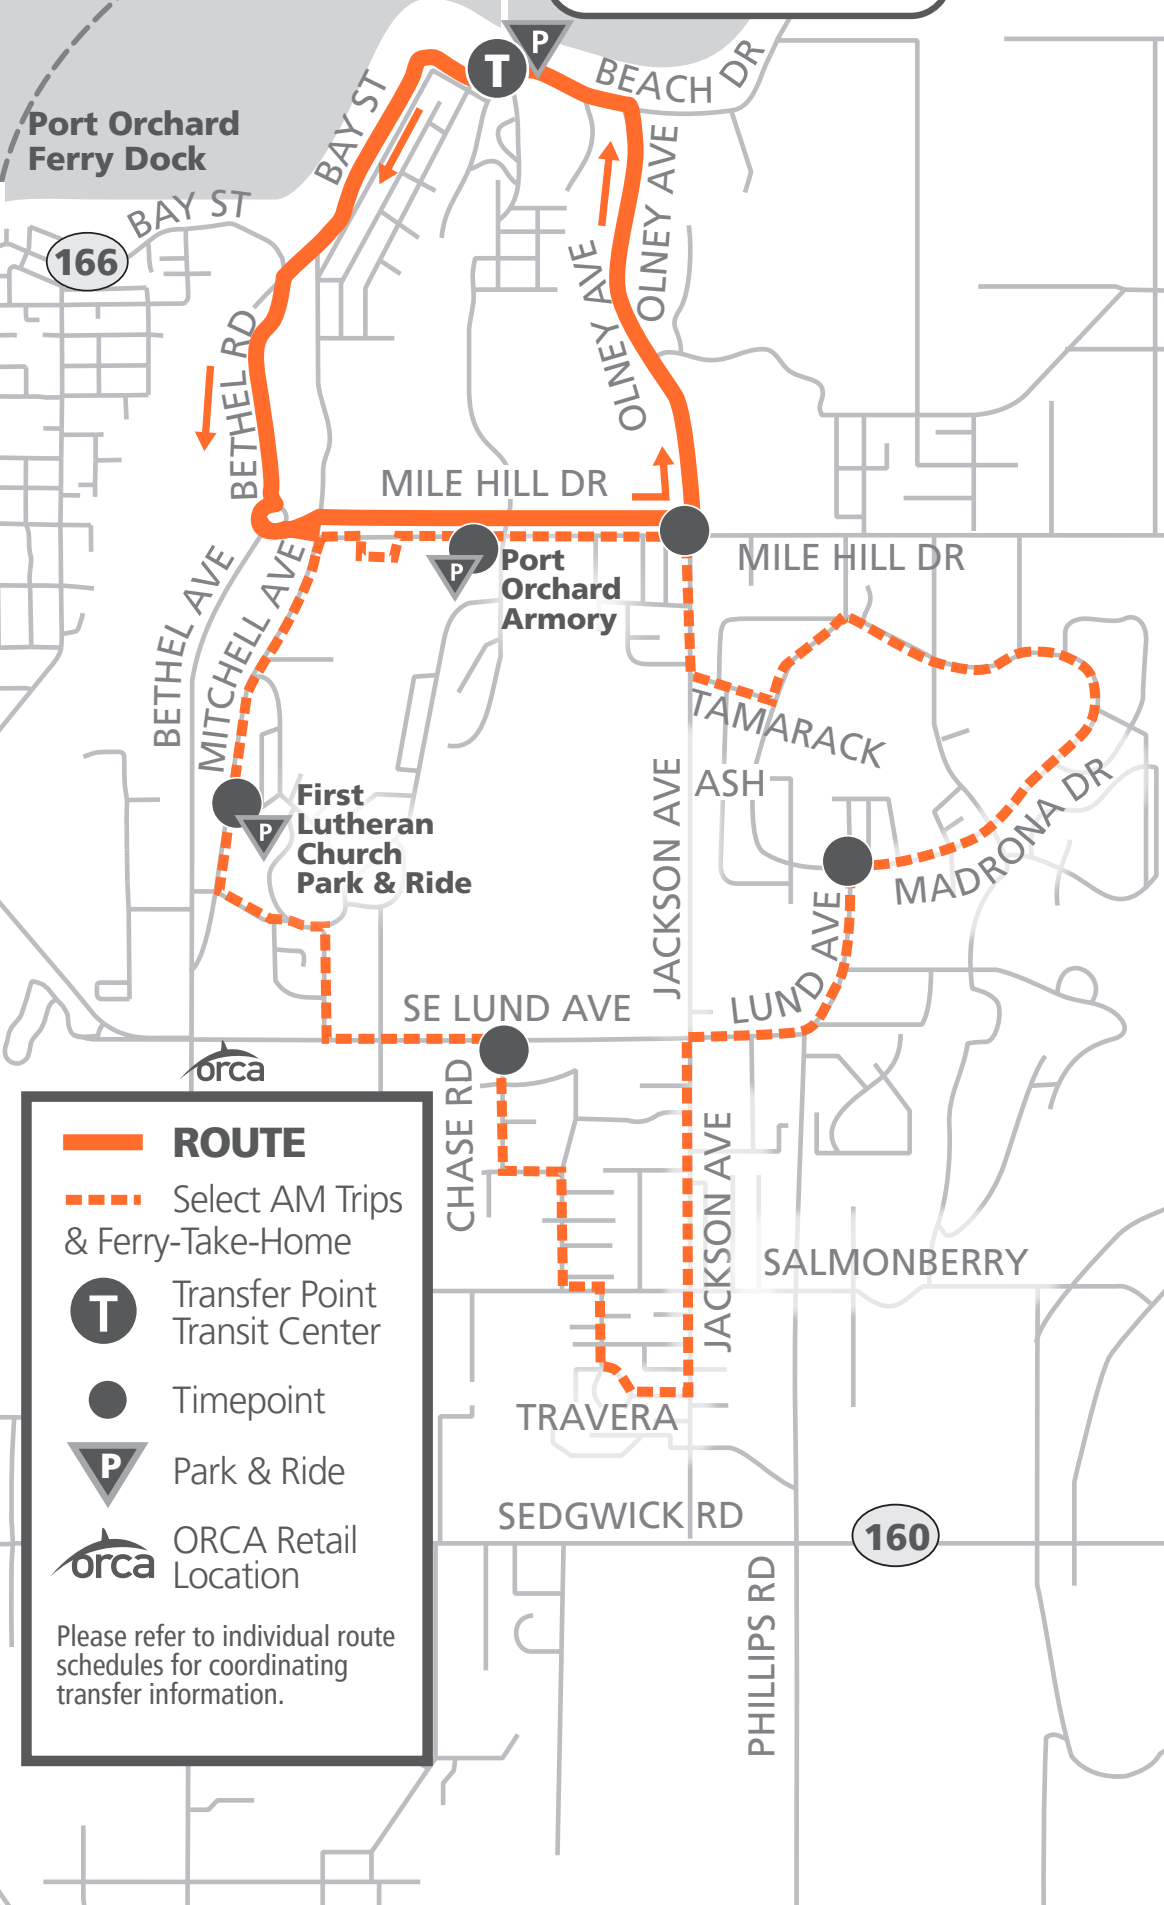 T
P
BEACH DR
Port Orchard
Ferry Dock
BAY ST
BAY ST
166
OLNEY AVE
OLNEY AVE
BETHEL RD
MILE HILL DR
MILE HILL DR
P
Port
Orchard
Armory
BETHEL AVE
MITCHELL AVE
TAMARACK
ASH
JACKSON AVE
MADRONA DR
First
Lutheran
Church
Park & Ride
P
LUND AVE
SE LUND AVE
orca
CHASE RD
JACKSON AVE
SALMONBERRY
TRAVERA
SEDGWICK RD
160
PHILLIPS RD
ROUTE
Select AM Trips
& Ferry-Take-Home
T
Transfer Point
Transit Center
Timepoint
P
Park & Ride
orca
ORCA Retail
Location
Please refer to individual route
schedules for coordinating
transfer information.